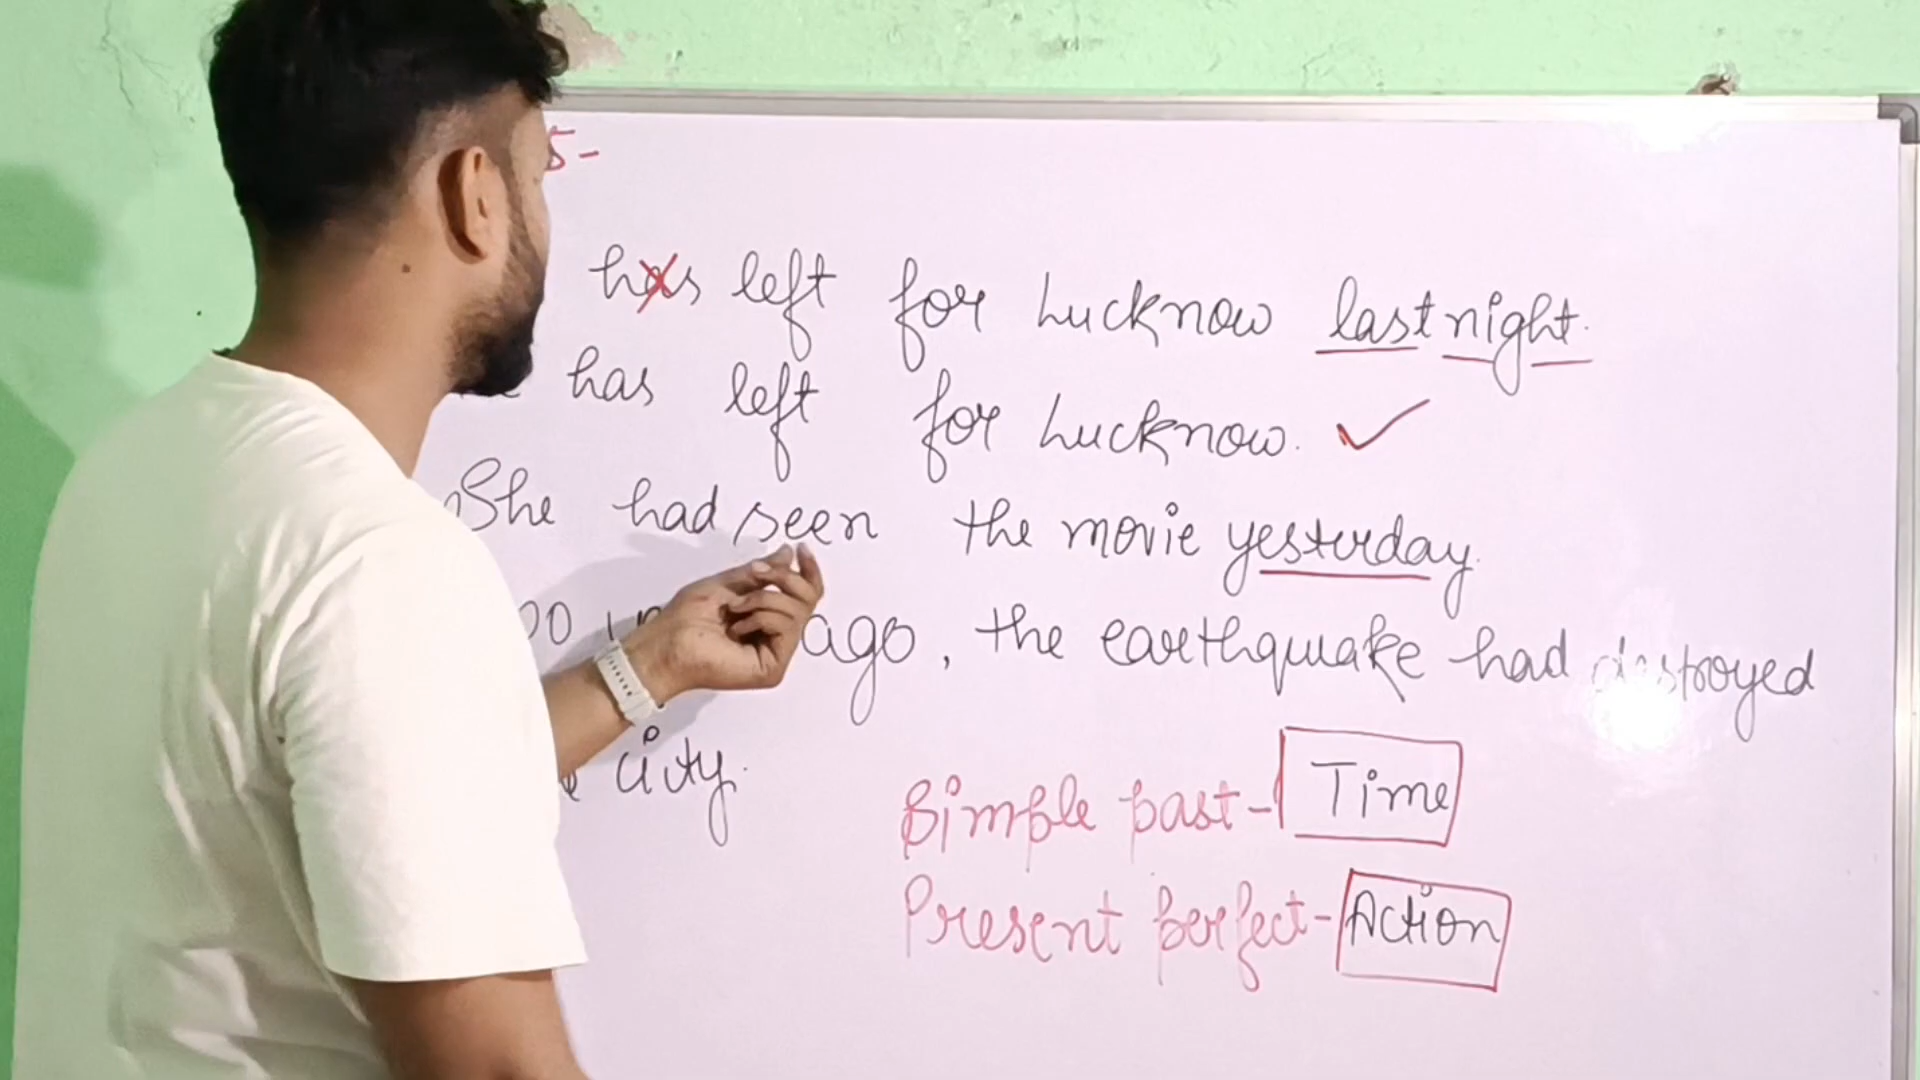 5-
has left for Lucknow last night.
has left for Lucknow.
She had seen the movie yesterday.
00 ago, the earthquake had destroyed
city.
Simple past- Time
Present perfect- Action